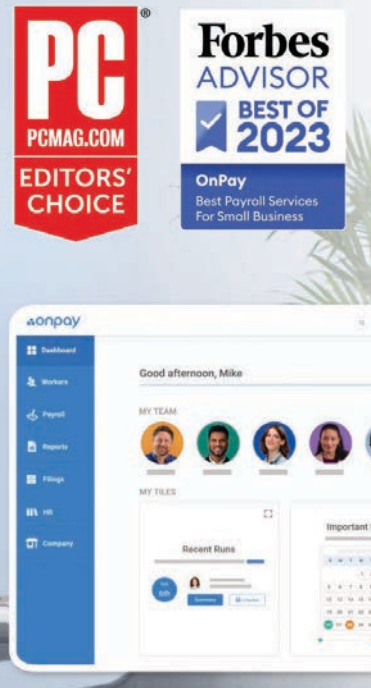 PC
®
PCMAG.COM
EDITORS'
CHOICE
Forbes
ADVISOR
BEST OF
2023
OnPay
Best Payroll Services
For Small Business
onpay
Dashboard
Workers
Payroll
Reports
Filings
HR
Company
Good afternoon, Mike
MY TEAM
MY TILES
Recent Runs
Summary
Important